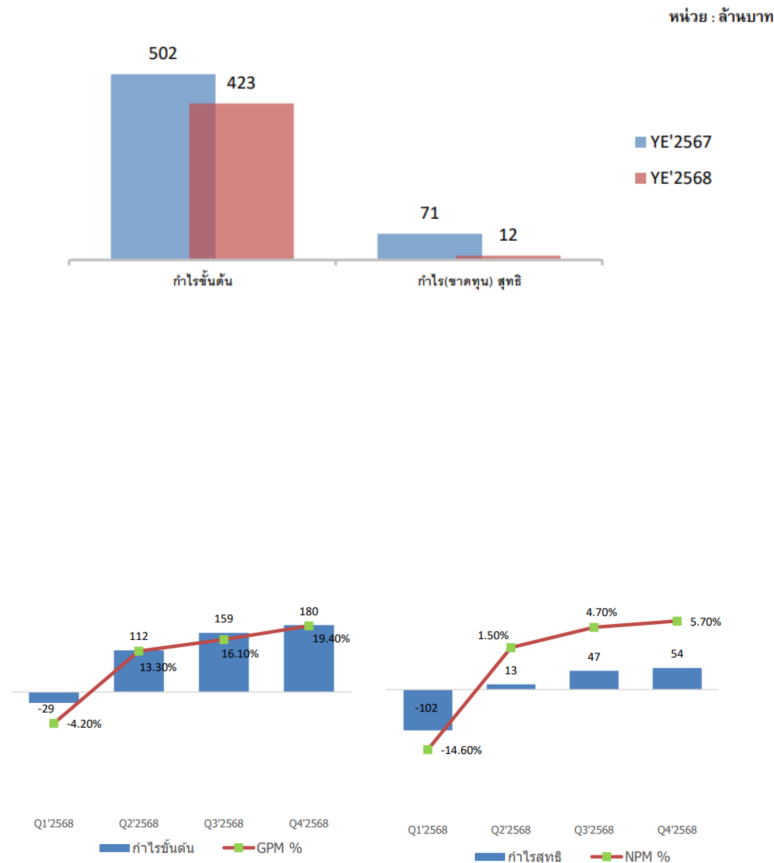 หน่วย : ล้านบาท
502
423
YE'2567
YE'2568
71
12
กำไรขั้นต้น กำไร(ขาดทุน) สุทธิ
-29 112 159 180
-4.20% 13.30% 16.10% 19.40%
Q1'2568 Q2'2568 Q3'2568 Q4'2568
กำไรขั้นต้น GPM %
-102 13 47 54
-14.60% 1.50% 4.70% 5.70%
Q1'2568 Q2'2568 Q3'2568 Q4'2568
กำไรสุทธิ NPM %